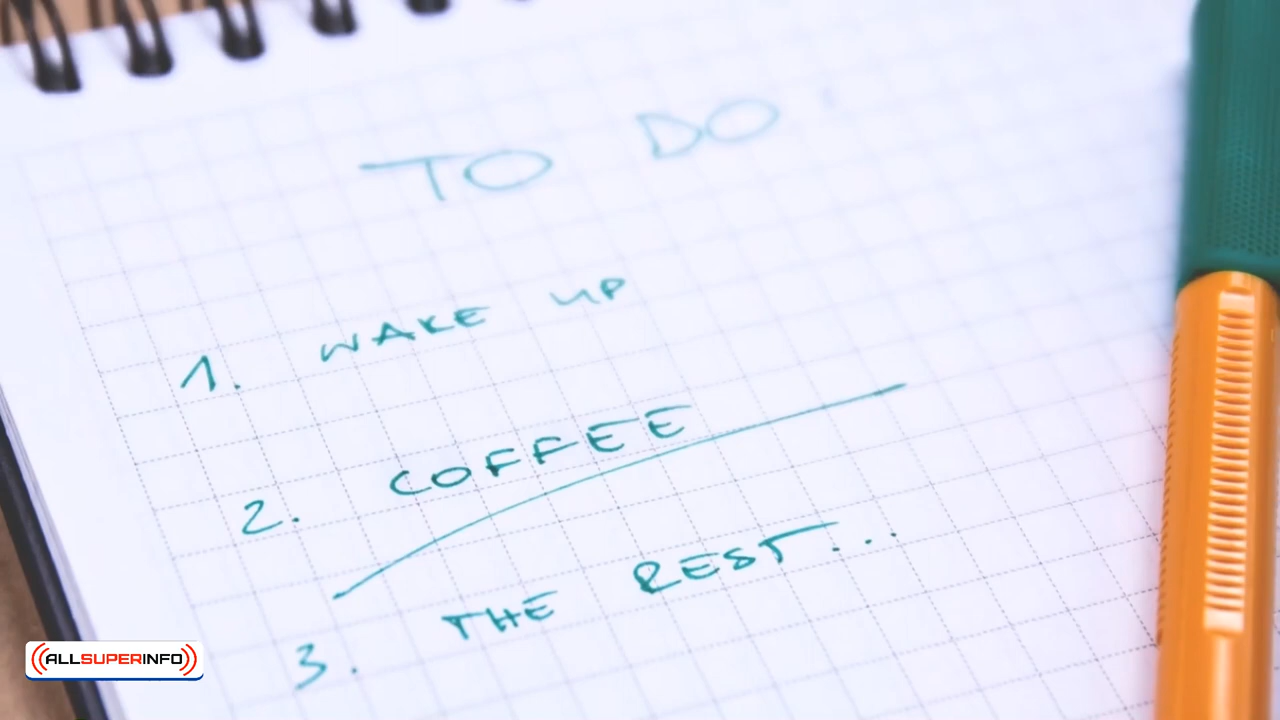 TO DO
1. WAKE UP
2. COFFEE
3. THE REST...
ALLSUPERINFO